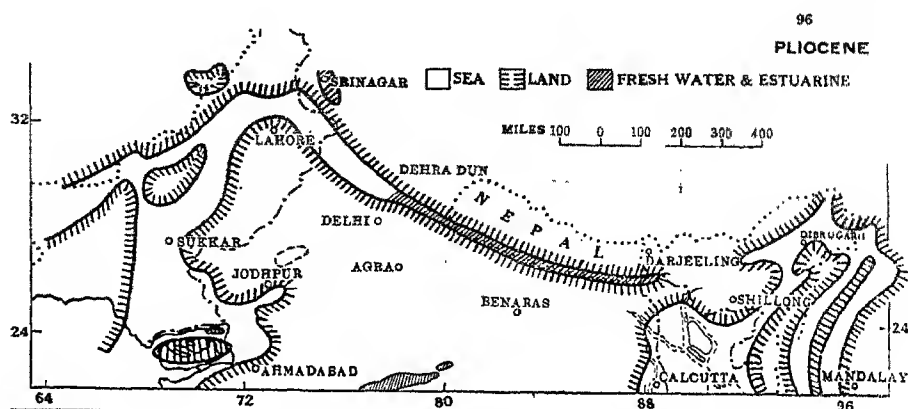 96
PLIOCENE
SEA LAND FRESH WATER & ESTUARINE
MILES 100 0 100 200 300 400
SRINAGAR
32
LAHORE
DEHRA DUN
NEPAL
DELHI
SUKKAR
DIBRUGARH
DARJEELING
JODHPUR
AGRA
SHILLONG
BENARAS
24
24
AHMADABAD
CALCUTTA
MANDALAY
64 72 80 88 96